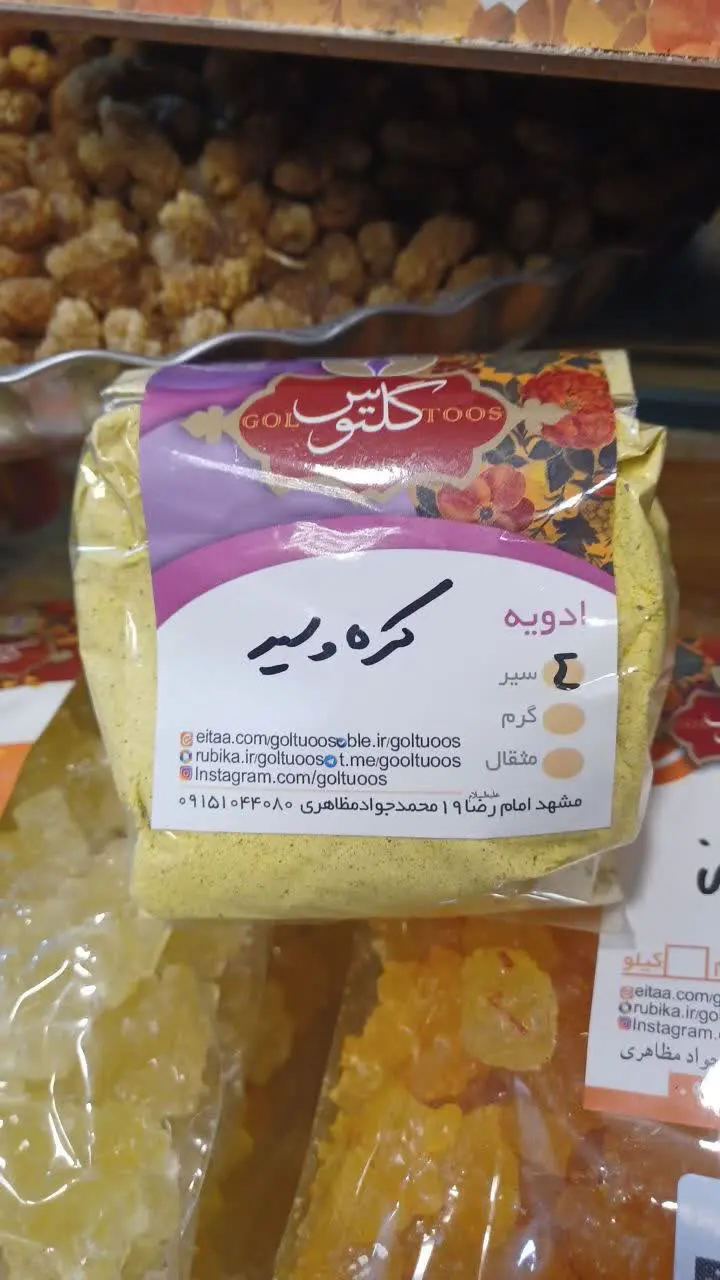 GOL گلتوس TOOS
ادویه
کره و سیر
٤ سیر
گرم
مثقال
eitaa.com/goltuoos ble.ir/goltuoos
rubika.ir/goltuoos t.me/gooltuoos
Instagram.com/goltuoos
مشهد امام رضا ۱۹ محمدجواد مظاهری ۰۹۱۵۱۰۴۴۰۸۰
کیلو
eitaa.com/g
rubika.ir/go
Instagram.
جواد مظاهری